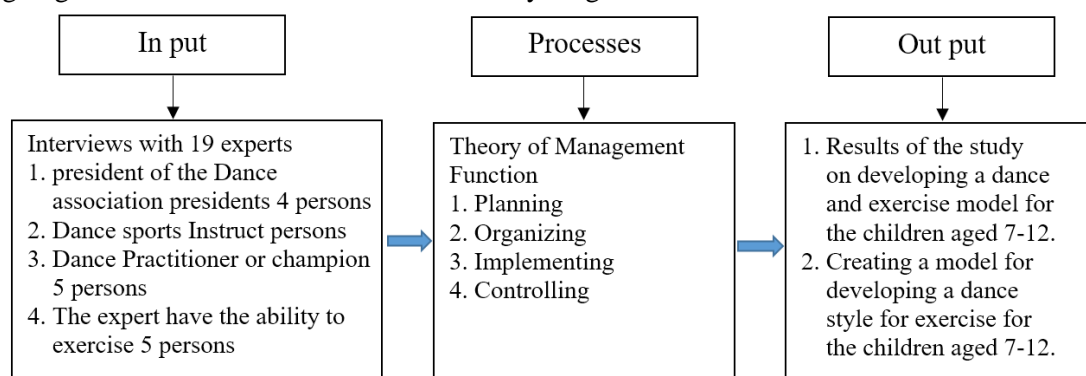 In put
Interviews with 19 experts
1. president of the Dance
association presidents 4 persons
2. Dance sports Instruct persons
3. Dance Practitioner or champion
5 persons
4. The expert have the ability to
exercise 5 persons
Processes
Theory of Management
Function
1. Planning
2. Organizing
3. Implementing
4. Controlling
Out put
1. Results of the study
on developing a dance
and exercise model for
the children aged 7-12.
2. Creating a model for
developing a dance
style for exercise for
the children aged 7-12.